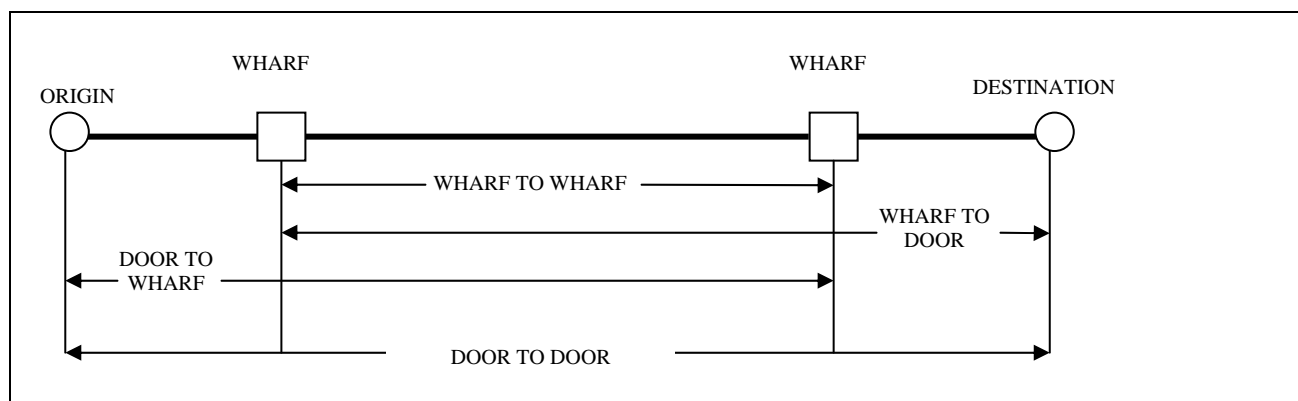 WHARF
WHARF
ORIGIN
DESTINATION
WHARF TO WHARF
WHARF TO
DOOR
DOOR TO
WHARF
DOOR TO DOOR